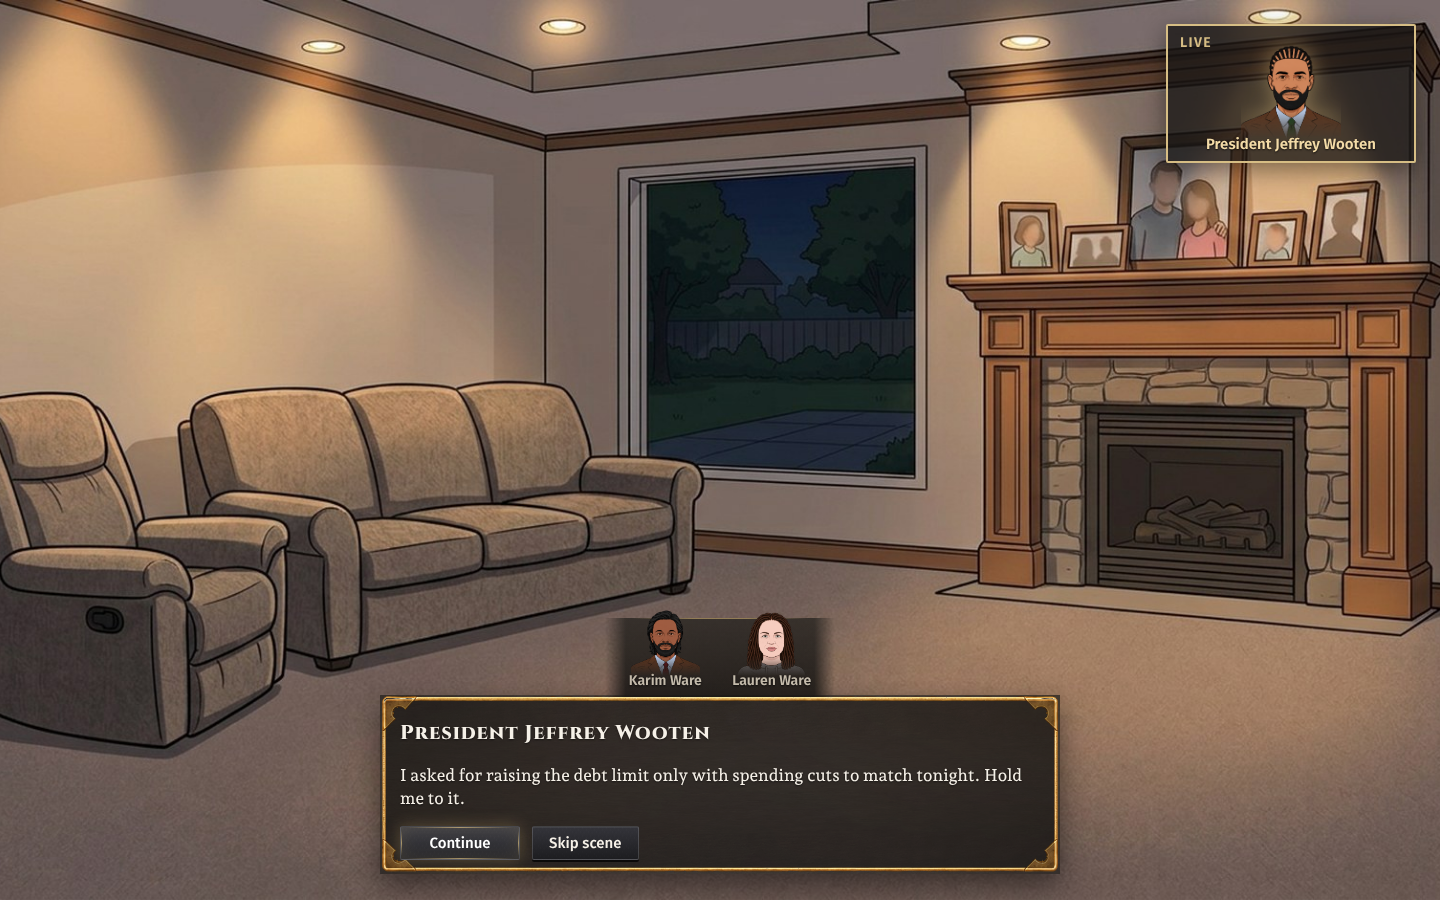 LIVE
President Jeffrey Wooten
Karim Ware
Lauren Ware
President Jeffrey Wooten
I asked for raising the debt limit only with spending cuts to match tonight. Hold
me to it.
Continue
Skip scene